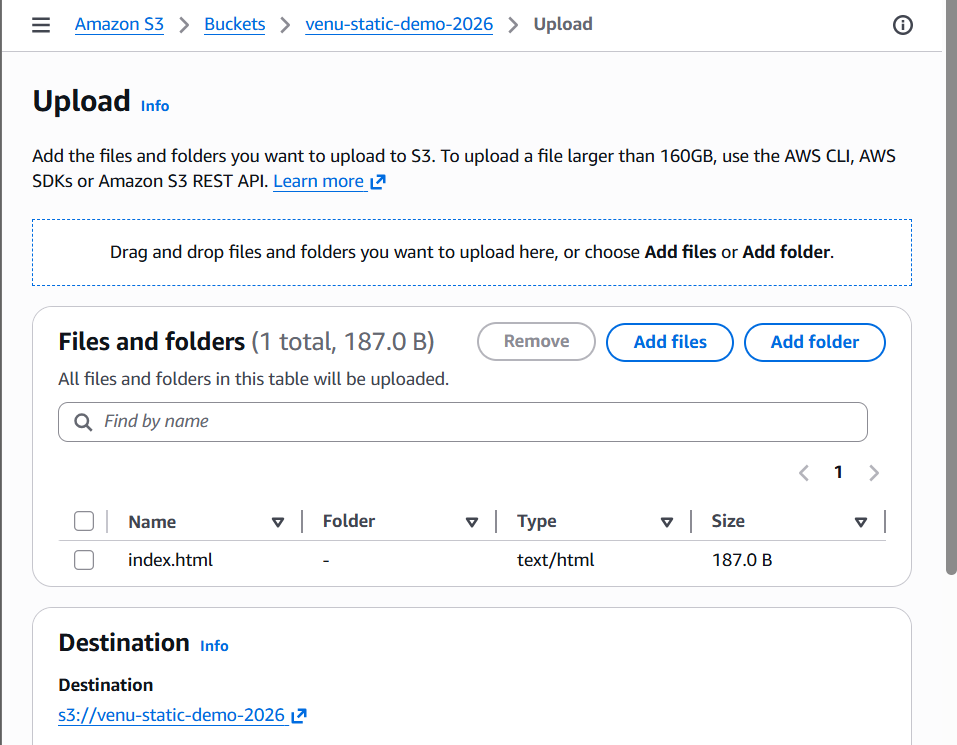 Amazon S3 > Buckets > venu-static-demo-2026 > Upload
Upload Info
Add the files and folders you want to upload to S3. To upload a file larger than 160GB, use the AWS CLI, AWS
SDKs or Amazon S3 REST API. Learn more
Drag and drop files and folders you want to upload here, or choose Add files or Add folder.
Files and folders (1 total, 187.0 B)
Remove
Add files
Add folder
All files and folders in this table will be uploaded.
Find by name
1
Name Folder Type Size
index.html - text/html 187.0 B
Destination Info
Destination
s3://venu-static-demo-2026